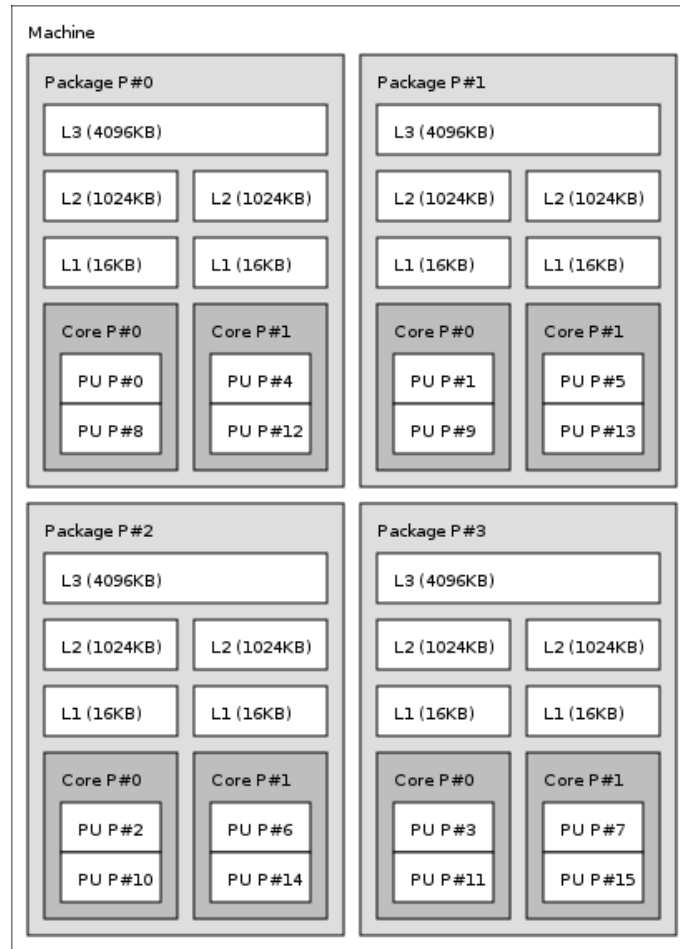 Machine
Package P#0
L3 (4096KB)
L2 (1024KB) L2 (1024KB)
L1 (16KB) L1 (16KB)
Core P#0 Core P#1
PU P#0 PU P#4
PU P#8 PU P#12
Package P#1
L3 (4096KB)
L2 (1024KB) L2 (1024KB)
L1 (16KB) L1 (16KB)
Core P#0 Core P#1
PU P#1 PU P#5
PU P#9 PU P#13
Package P#2
L3 (4096KB)
L2 (1024KB) L2 (1024KB)
L1 (16KB) L1 (16KB)
Core P#0 Core P#1
PU P#2 PU P#6
PU P#10 PU P#14
Package P#3
L3 (4096KB)
L2 (1024KB) L2 (1024KB)
L1 (16KB) L1 (16KB)
Core P#0 Core P#1
PU P#3 PU P#7
PU P#11 PU P#15